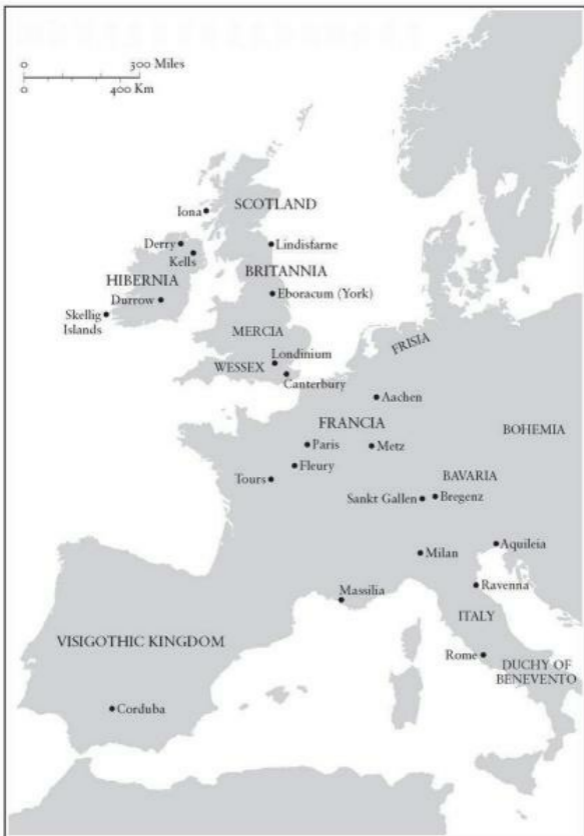 0 300 Miles
0 400 Km
SCOTLAND
Iona
Derry
Kells
Lindisfarne
HIBERNIA
BRITANNIA
Durrow
Eboracum (York)
Skellig
Islands
MERCIA
FRISIA
WESSEX
Londinium
Canterbury
Aachen
FRANCIA
BOHEMIA
Paris
Metz
Fleury
Tours
BAVARIA
Sankt Gallen
Bregenz
Milan
Aquileia
Massilia
Ravenna
ITALY
VISIGOTHIC KINGDOM
Rome
DUCHY OF
BENEVENTO
Corduba